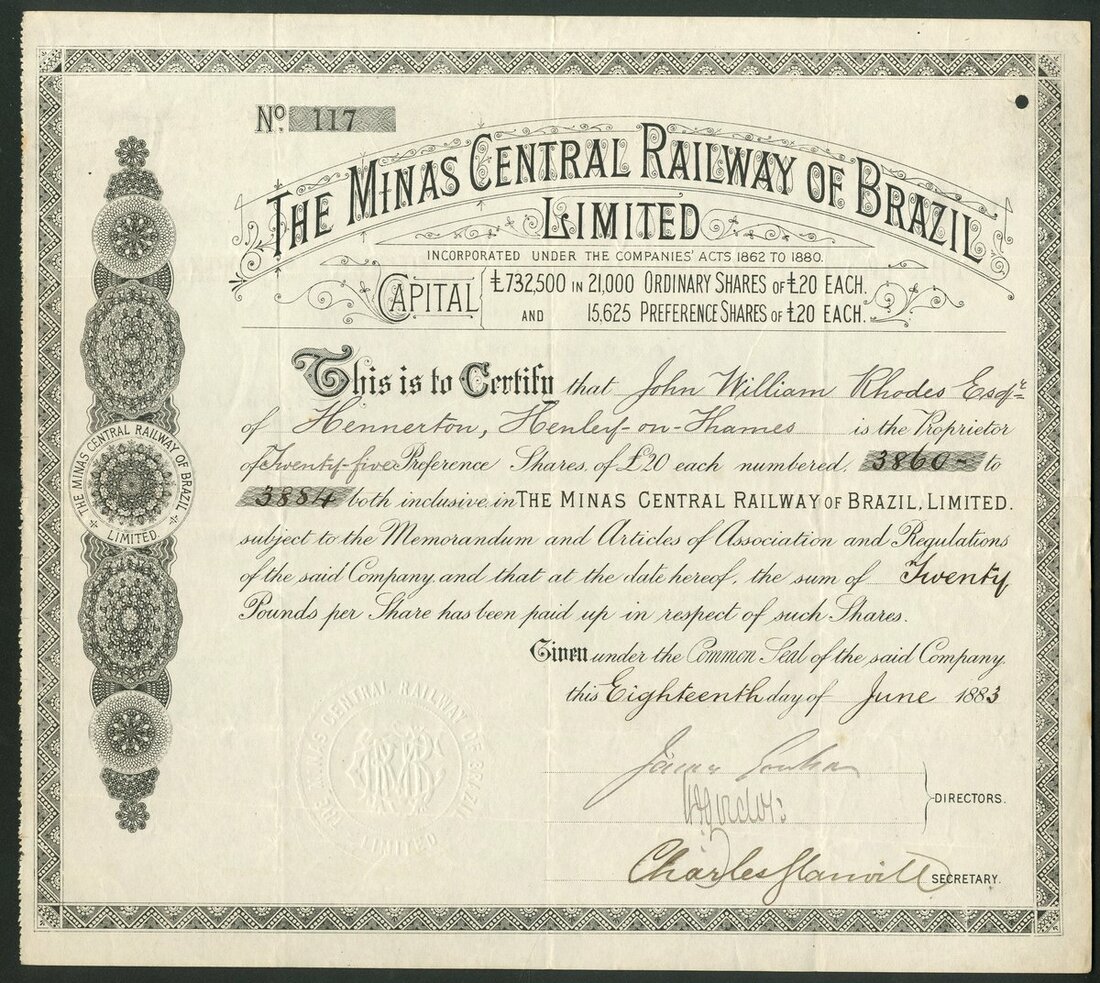 No. 117
THE MINAS CENTRAL RAILWAY OF BRAZIL
LIMITED
INCORPORATED UNDER THE COMPANIES' ACTS 1862 TO 1880.
CAPITAL £732,500 IN 21,000 ORDINARY SHARES OF £20 EACH.
AND 15,625 PREFERENCE SHARES OF £20 EACH.
This is to Certify that John William Rhodes Esqre
of Hennerton, Henley-on-Thames is the Proprietor
of Twenty-five Preference Shares, of £20 each numbered, 3860- to
3884 both inclusive, in THE MINAS CENTRAL RAILWAY OF BRAZIL, LIMITED.
subject to the Memorandum and Articles of Association and Regulations
of the said Company, and that at the date hereof, the sum of Twenty
Pounds per Share has been paid up in respect of such Shares.
Given under the Common Seal of the said Company,
this Eighteenth day of June 1883
DIRECTORS.
Charles SECRETARY.
THE MINAS CENTRAL RAILWAY OF BRAZIL
LIMITED
THE MINAS CENTRAL RAILWAY OF BRAZIL
LIMITED